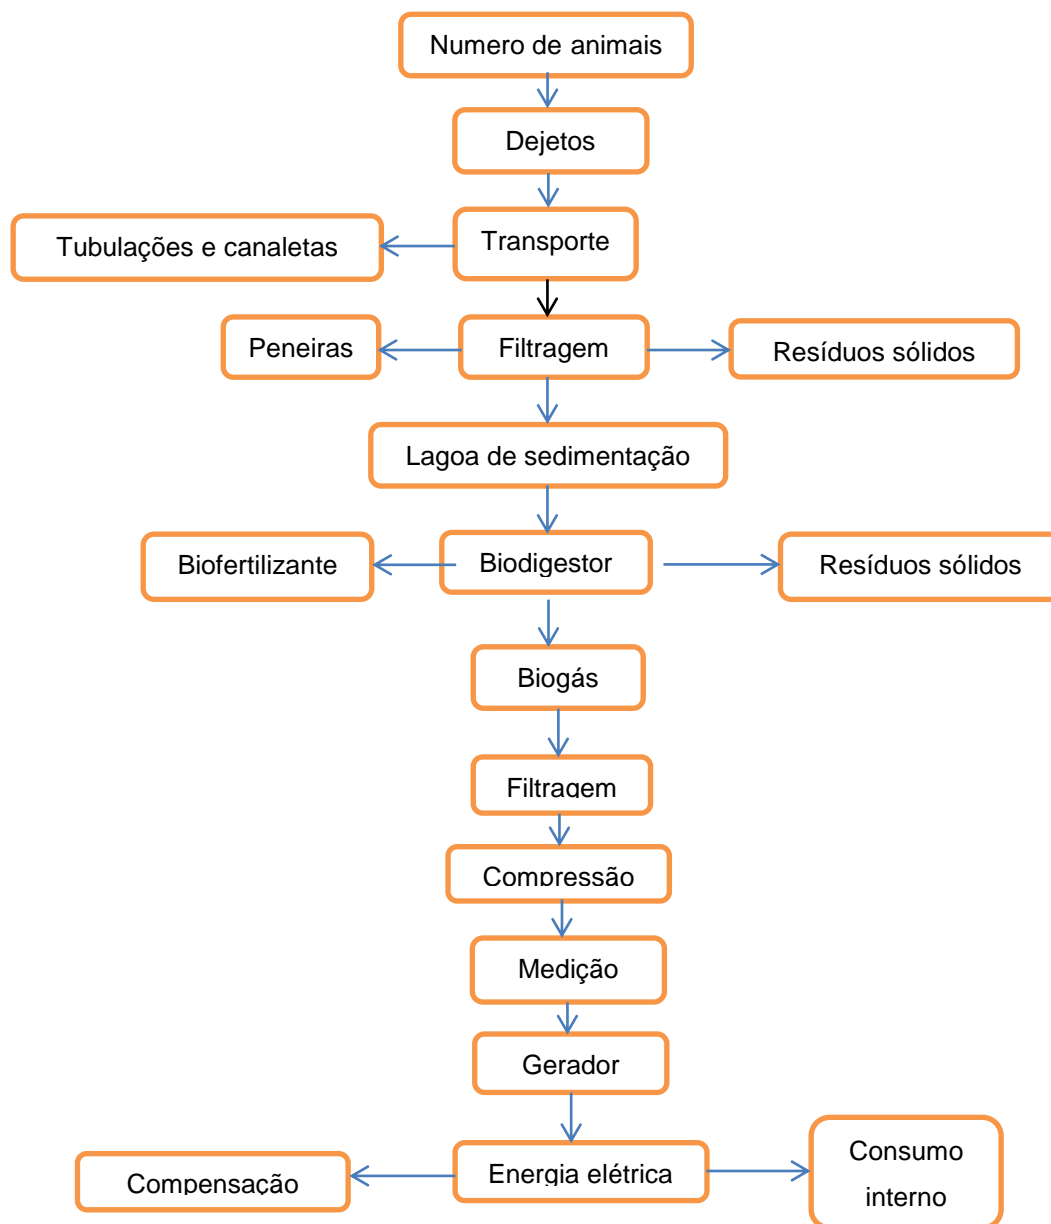 Numero de animais
Dejetos
Tubulações e canaletas
Transporte
Peneiras
Filtragem
Resíduos sólidos
Lagoa de sedimentação
Biofertilizante
Biodigestor
Resíduos sólidos
Biogás
Filtragem
Compressão
Medição
Gerador
Compensação
Energia elétrica
Consumo
interno